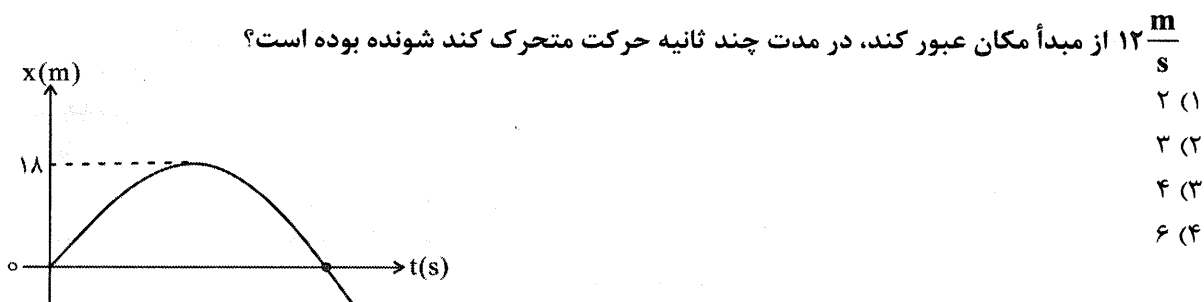 ۱۲ m/s از مبدأ مکان عبور کند، در مدت چند ثانیه حرکت متحرک کند شونده بوده است؟
۱) ۲
۲) ۳
۳) ۴
۴) ۶
x(m)
۱۸
۰
t(s)